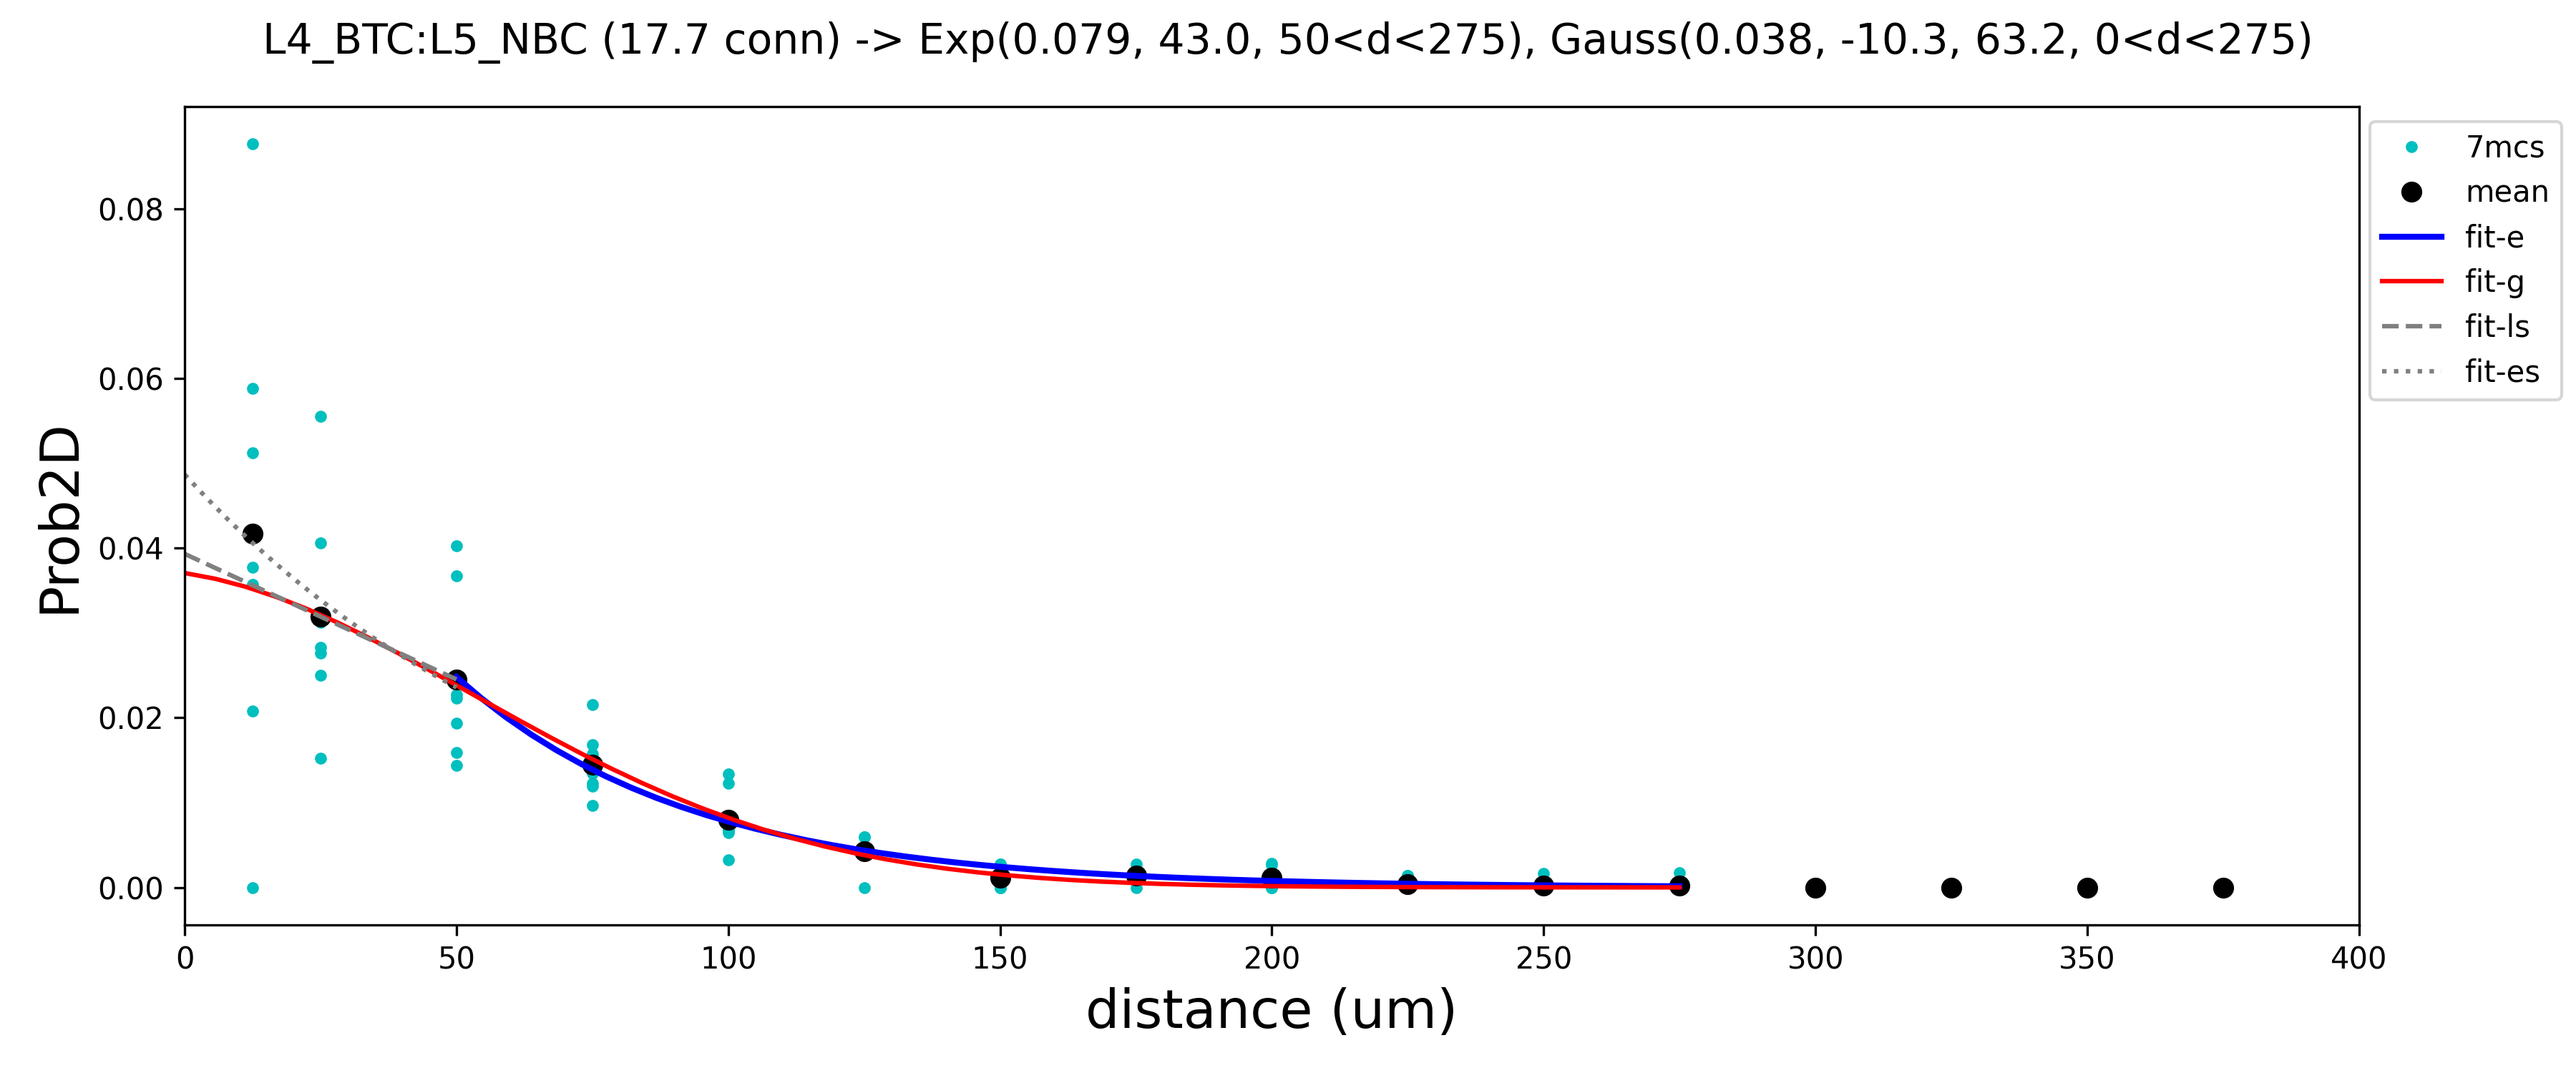 L4_BTC:L5_NBC (17.7 conn) -> Exp(0.079, 43.0, 50<d<275), Gauss(0.038, -10.3, 63.2, 0<d<275)
7mcs
mean
fit-e
fit-g
fit-ls
fit-es
Prob2D
0.08
0.06
0.04
0.02
0.00
0 50 100 150 200 250 300 350 400
distance (um)